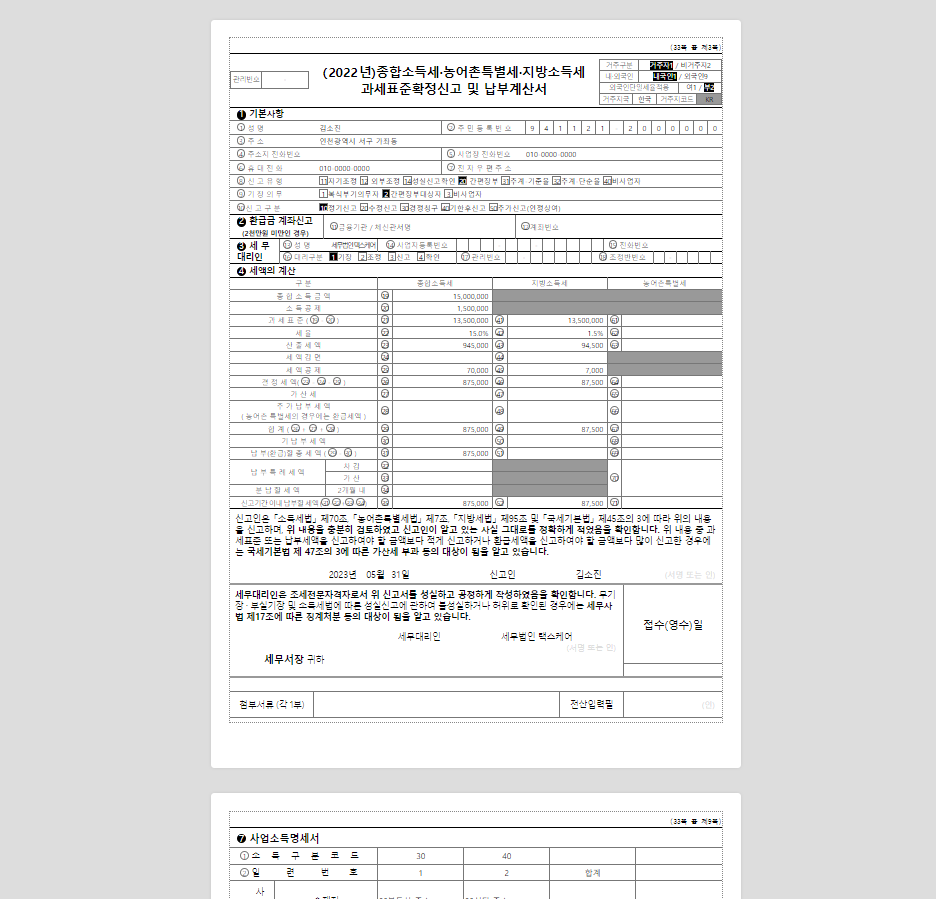 (33쪽 중 제3쪽)
관리번호 -
(2022년)종합소득세·농어촌특별세·지방소득세
과세표준확정신고 및 납부계산서
거주구분 거주자1 / 비거주자2
내·외국인 내국인1 / 외국인9
외국인단일세율적용 여1 / 부2
거주지국 한국 거주지코드 KR
❶ 기본사항
① 성 명 김소진 ② 주 민 등 록 번 호 9 4 1 1 2 1 - 2 0 0 0 0 0 0
③ 주 소 인천광역시 서구 가좌동
④ 주소지 전화번호 ⑤ 사업장 전화번호 010-0000-0000
⑥ 휴 대 전 화 010-0000-0000 ⑦ 전 자 우 편 주 소
⑧ 신 고 유 형 11자기조정 12 외부조정 14성실신고확인 20 간편장부 31추계-기준율 32추계-단순율 40비사업자
⑨ 기 장 의 무 1복식부기의무자 2간편장부대상자 3비사업자
⑩ 신 고 구 분 10정기신고 20수정신고 30경정청구 40기한후신고 50추가신고(인정상여)
❷ 환급금 계좌신고
(2천만원 미만인 경우)
⑪금융기관 / 체신관서명 ⑫계좌번호
❸ 세 무 ⑬ 성 명 세무법인택스케어 ⑭ 사업자등록번호 - - ⑮ 전화번호
대리인 ⑯ 대리구분 1기장 2조정 3신고 4확인 ⑰ 관리번호 - ⑱ 조정반번호 -
❹ 세액의 계산
구 분 종합소득세 지방소득세 농어촌특별세
종 합 소 득 금 액 ⑲ 15,000,000
소 득 공 제 ⑳ 1,500,000
과 세 표 준 ( ⑲ - ⑳ ) ㉑ 13,500,000 ㊶ 13,500,000 61
세 율 ㉒ 15.0% ㊷ 1.5% 62
산 출 세 액 ㉓ 945,000 ㊸ 94,500 63
세 액 감 면 ㉔ ㊹
세 액 공 제 ㉕ 70,000 ㊺ 7,000
결 정 세 액( ㉓ - ㉔ - ㉕ ) ㉖ 875,000 ㊻ 87,500 64
가 산 세 ㉗ ㊼ 65
추 가 납 부 세 액
( 농어촌 특별세의 경우에는 환급세액 ) ㉘ ㊽ 66
합 계 ( ㉖ + ㉗ + ㉘ ) ㉙ 875,000 ㊾ 87,500 67
기 납 부 세 액 ㉚ ㊿ 68
납 부(환급)할 총 세 액 ( ㉙ - ㉚ ) ㉛ 875,000 51 69
납 부 특 례 세 액 차 감 ㉜
가 산 ㉝ 70
분 납 할 세 액 2개월 내 ㉞
신고기간 이내 납부할 세액(㉛-㉜+㉝-㉞) ㉟ 875,000 52 87,500 71
신고인은「소득세법」제70조,「농어촌특별세법」제7조,「지방세법」제95조 및「국세기본법」제45조의 3에 따라 위의 내용
을 신고하며, 위 내용을 충분히 검토하였고 신고인이 알고 있는 사실 그대로를 정확하게 적었음을 확인합니다. 위 내용 중 과
세표준 또는 납부세액을 신고하여야 할 금액보다 적게 신고하거나 환급세액을 신고하여야 할 금액보다 많이 신고한 경우에
는 국세기본법 제 47조의 3에 따른 가산세 부과 등의 대상이 됨을 알고 있습니다.
2023년 05월 31일 신고인 김소진 (서명 또는 인)
세무대리인은 조세전문자격자로서 위 신고서를 성실하고 공정하게 작성하였음을 확인합니다. 무기
장 · 부실기장 및 소득세법에 따른 성실신고에 관하여 불성실하거나 허위로 확인된 경우에는 세무사
법 제17조에 따른 징계처분 등의 대상이 됨을 알고 있습니다.
접수(영수)일
세무대리인 세무법인 택스케어
(서명 또는 인)
세무서장 귀하
첨부서류 (각 1부) 전산입력필 (인)
(33쪽 중 제9쪽)
❼ 사업소득명세서
① 소 득 구 분 코 드 30 40
② 일 련 번 호 1 2 합계
사